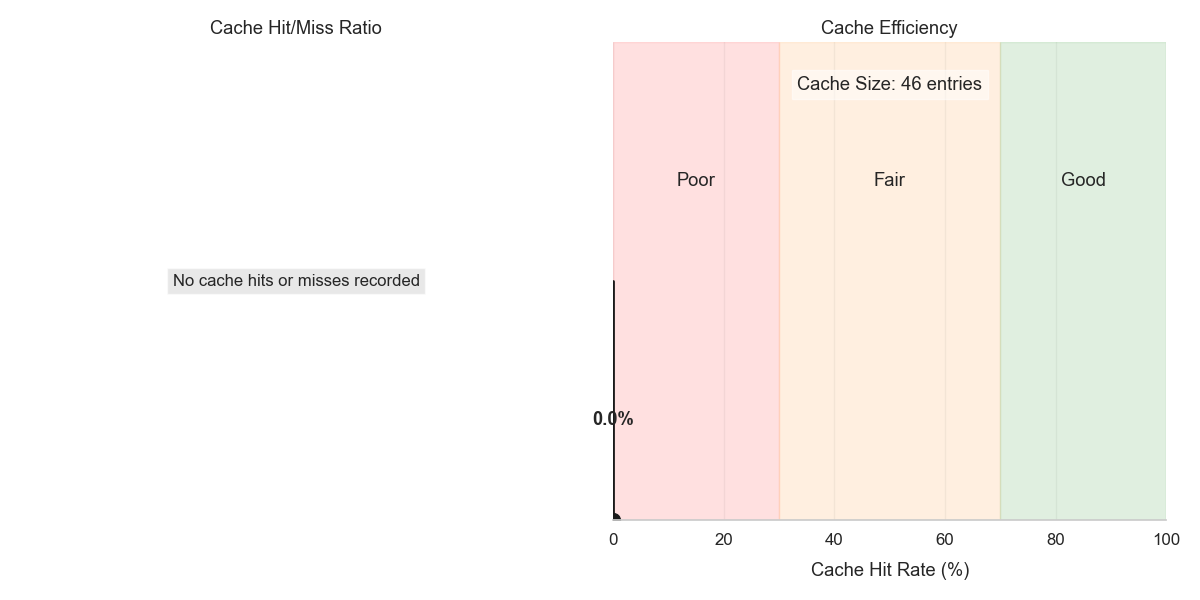 Cache Hit/Miss Ratio
No cache hits or misses recorded
Cache Efficiency
Cache Size: 46 entries
Poor
Fair
Good
0.0%
0
20
40
60
80
100
Cache Hit Rate (%)